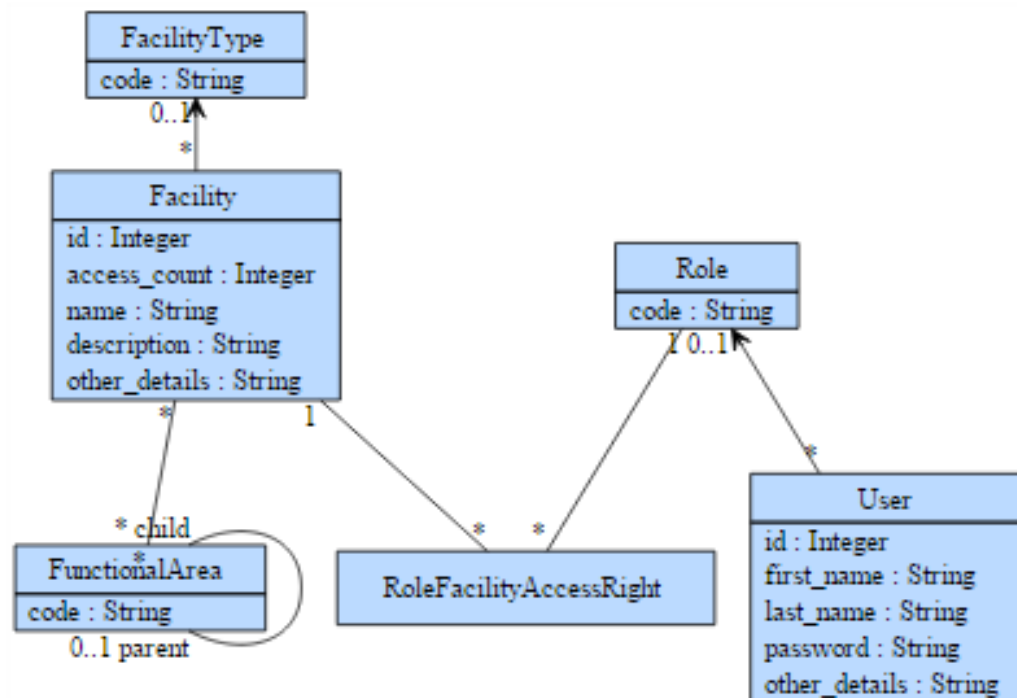 FacilityType
code : String
0..1
*
Facility
id : Integer
access_count : Integer
name : String
description : String
other_details : String
*
1
Role
code : String
1 0..1
*
* child
*
FunctionalArea
code : String
0..1 parent
* *
RoleFacilityAccessRight
User
id : Integer
first_name : String
last_name : String
password : String
other_details : String